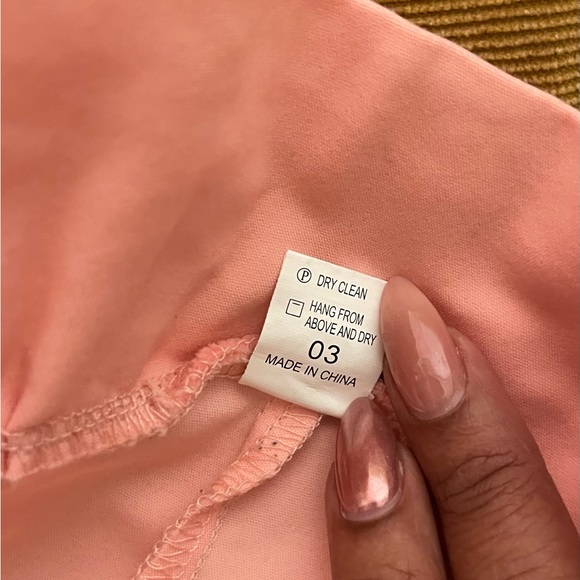 Ⓟ DRY CLEAN
HANG FROM
ABOVE AND DRY
03
MADE IN CHINA